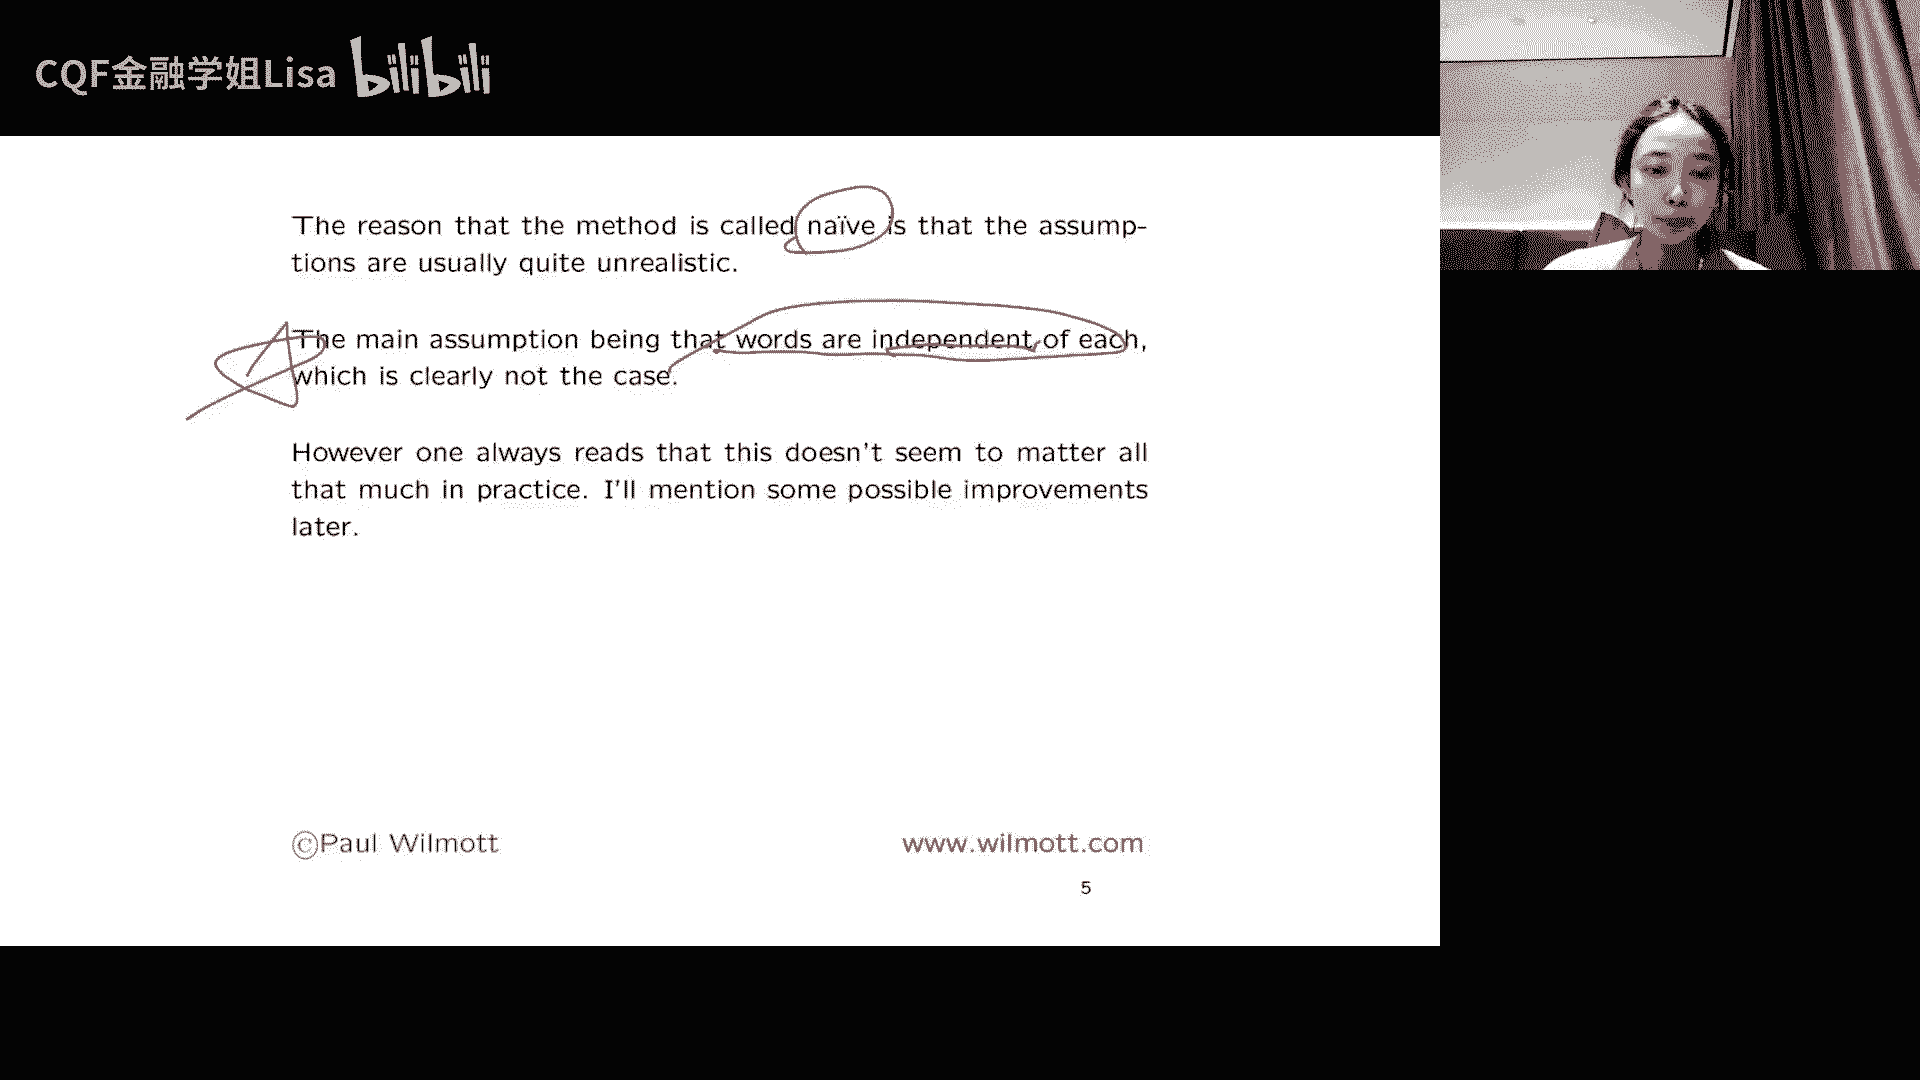 CQF金融学姐Lisa bilibili
The reason that the method is called naïve is that the assump-
tions are usually quite unrealistic.
The main assumption being that words are independent of each,
which is clearly not the case.
However one always reads that this doesn't seem to matter all
that much in practice. I'll mention some possible improvements
later.
©Paul Wilmott www.wilmott.com
5